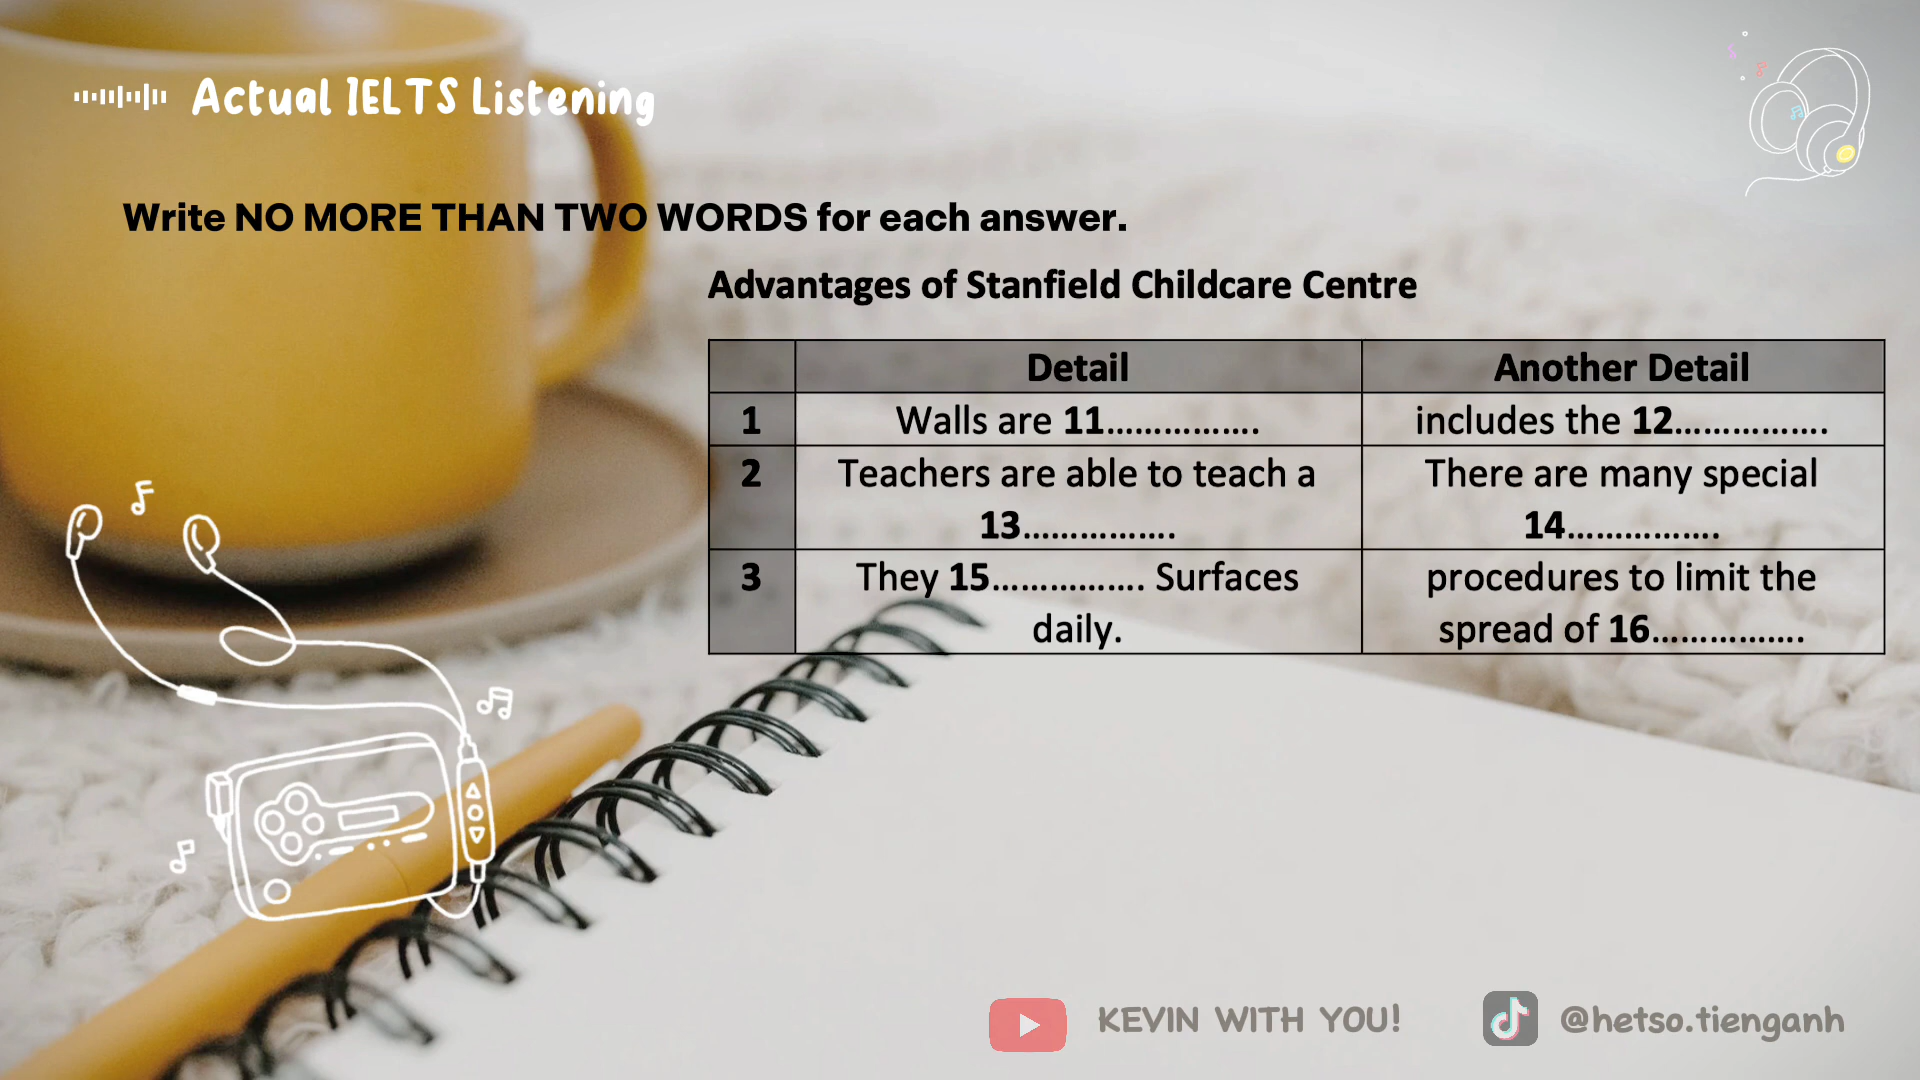 Actual IELTS Listening
Write NO MORE THAN TWO WORDS for each answer.
Advantages of Stanfield Childcare Centre
Detail
Another Detail
1
Walls are 11................
includes the 12................
2
Teachers are able to teach a
13................
There are many special
14................
3
They 15................ Surfaces
daily.
procedures to limit the
spread of 16................
KEVIN WITH YOU!
@hetso.tienganh